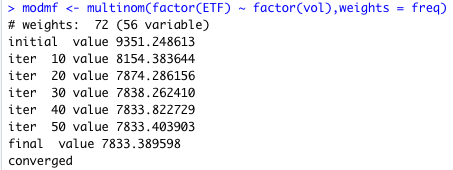 > modmf <- multinom(factor(ETF) ~ factor(vol),weights = freq)
# weights:  72 (56 variable)
initial  value 9351.248613
iter  10 value 8154.383644
iter  20 value 7874.286156
iter  30 value 7838.262410
iter  40 value 7833.822729
iter  50 value 7833.403903
final  value 7833.389598
converged